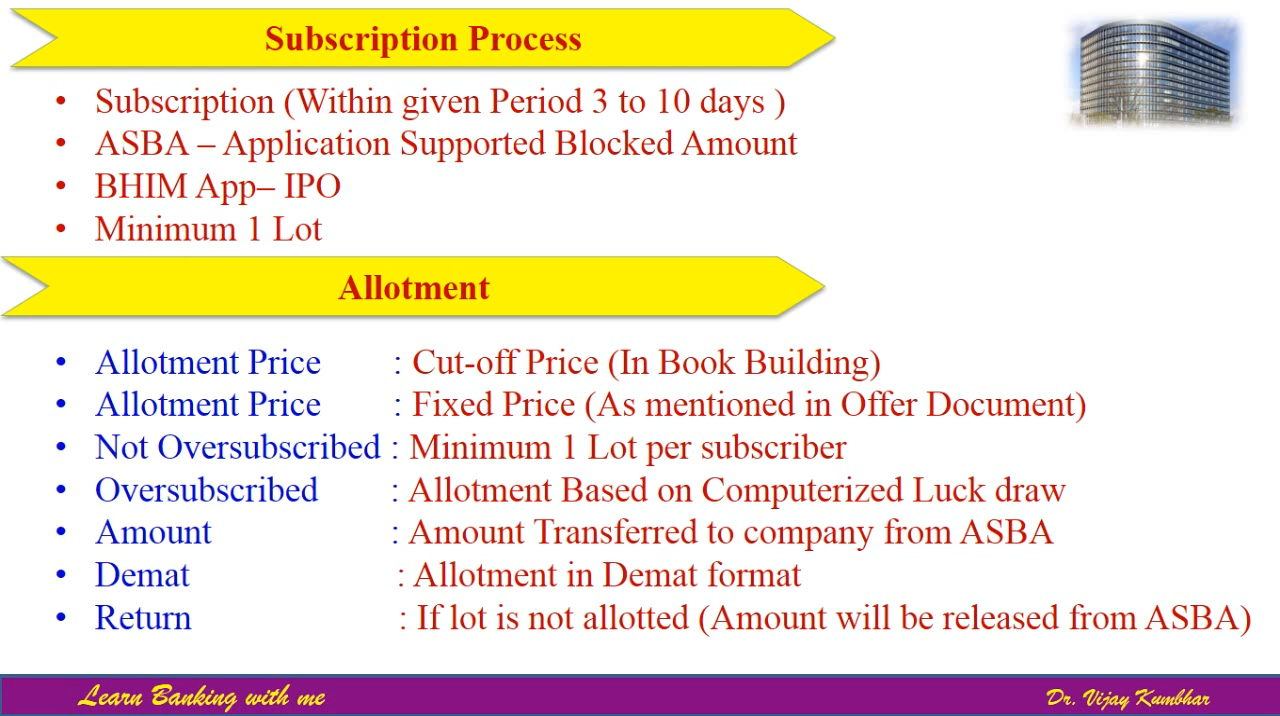 Subscription Process
• Subscription (Within given Period 3 to 10 days )
• ASBA – Application Supported Blocked Amount
• BHIM App– IPO
• Minimum 1 Lot
Allotment
• Allotment Price : Cut-off Price (In Book Building)
• Allotment Price : Fixed Price (As mentioned in Offer Document)
• Not Oversubscribed : Minimum 1 Lot per subscriber
• Oversubscribed : Allotment Based on Computerized Luck draw
• Amount : Amount Transferred to company from ASBA
• Demat : Allotment in Demat format
• Return : If lot is not allotted (Amount will be released from ASBA)
Learn Banking with me
Dr. Vijay Kumbhar